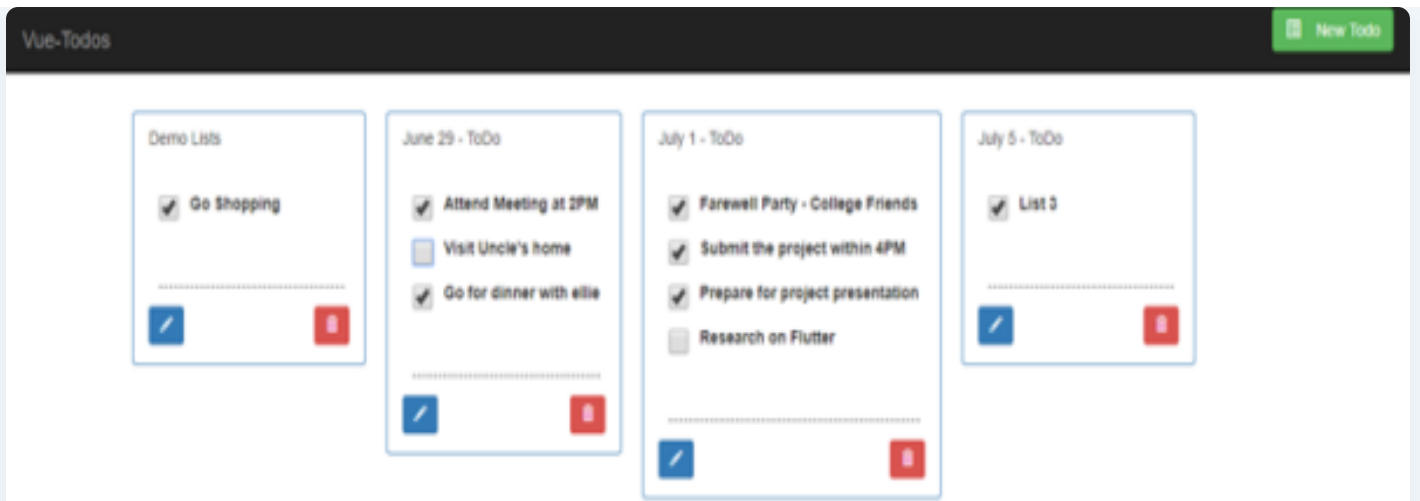 Vue-Todos
New Todo
Demo Lists
Go Shopping
June 29 - ToDo
Attend Meeting at 2PM
Visit Uncle's home
Go for dinner with ellie
July 1 - ToDo
Farewell Party - College Friends
Submit the project within 4PM
Prepare for project presentation
Research on Flutter
July 5 - ToDo
List 3